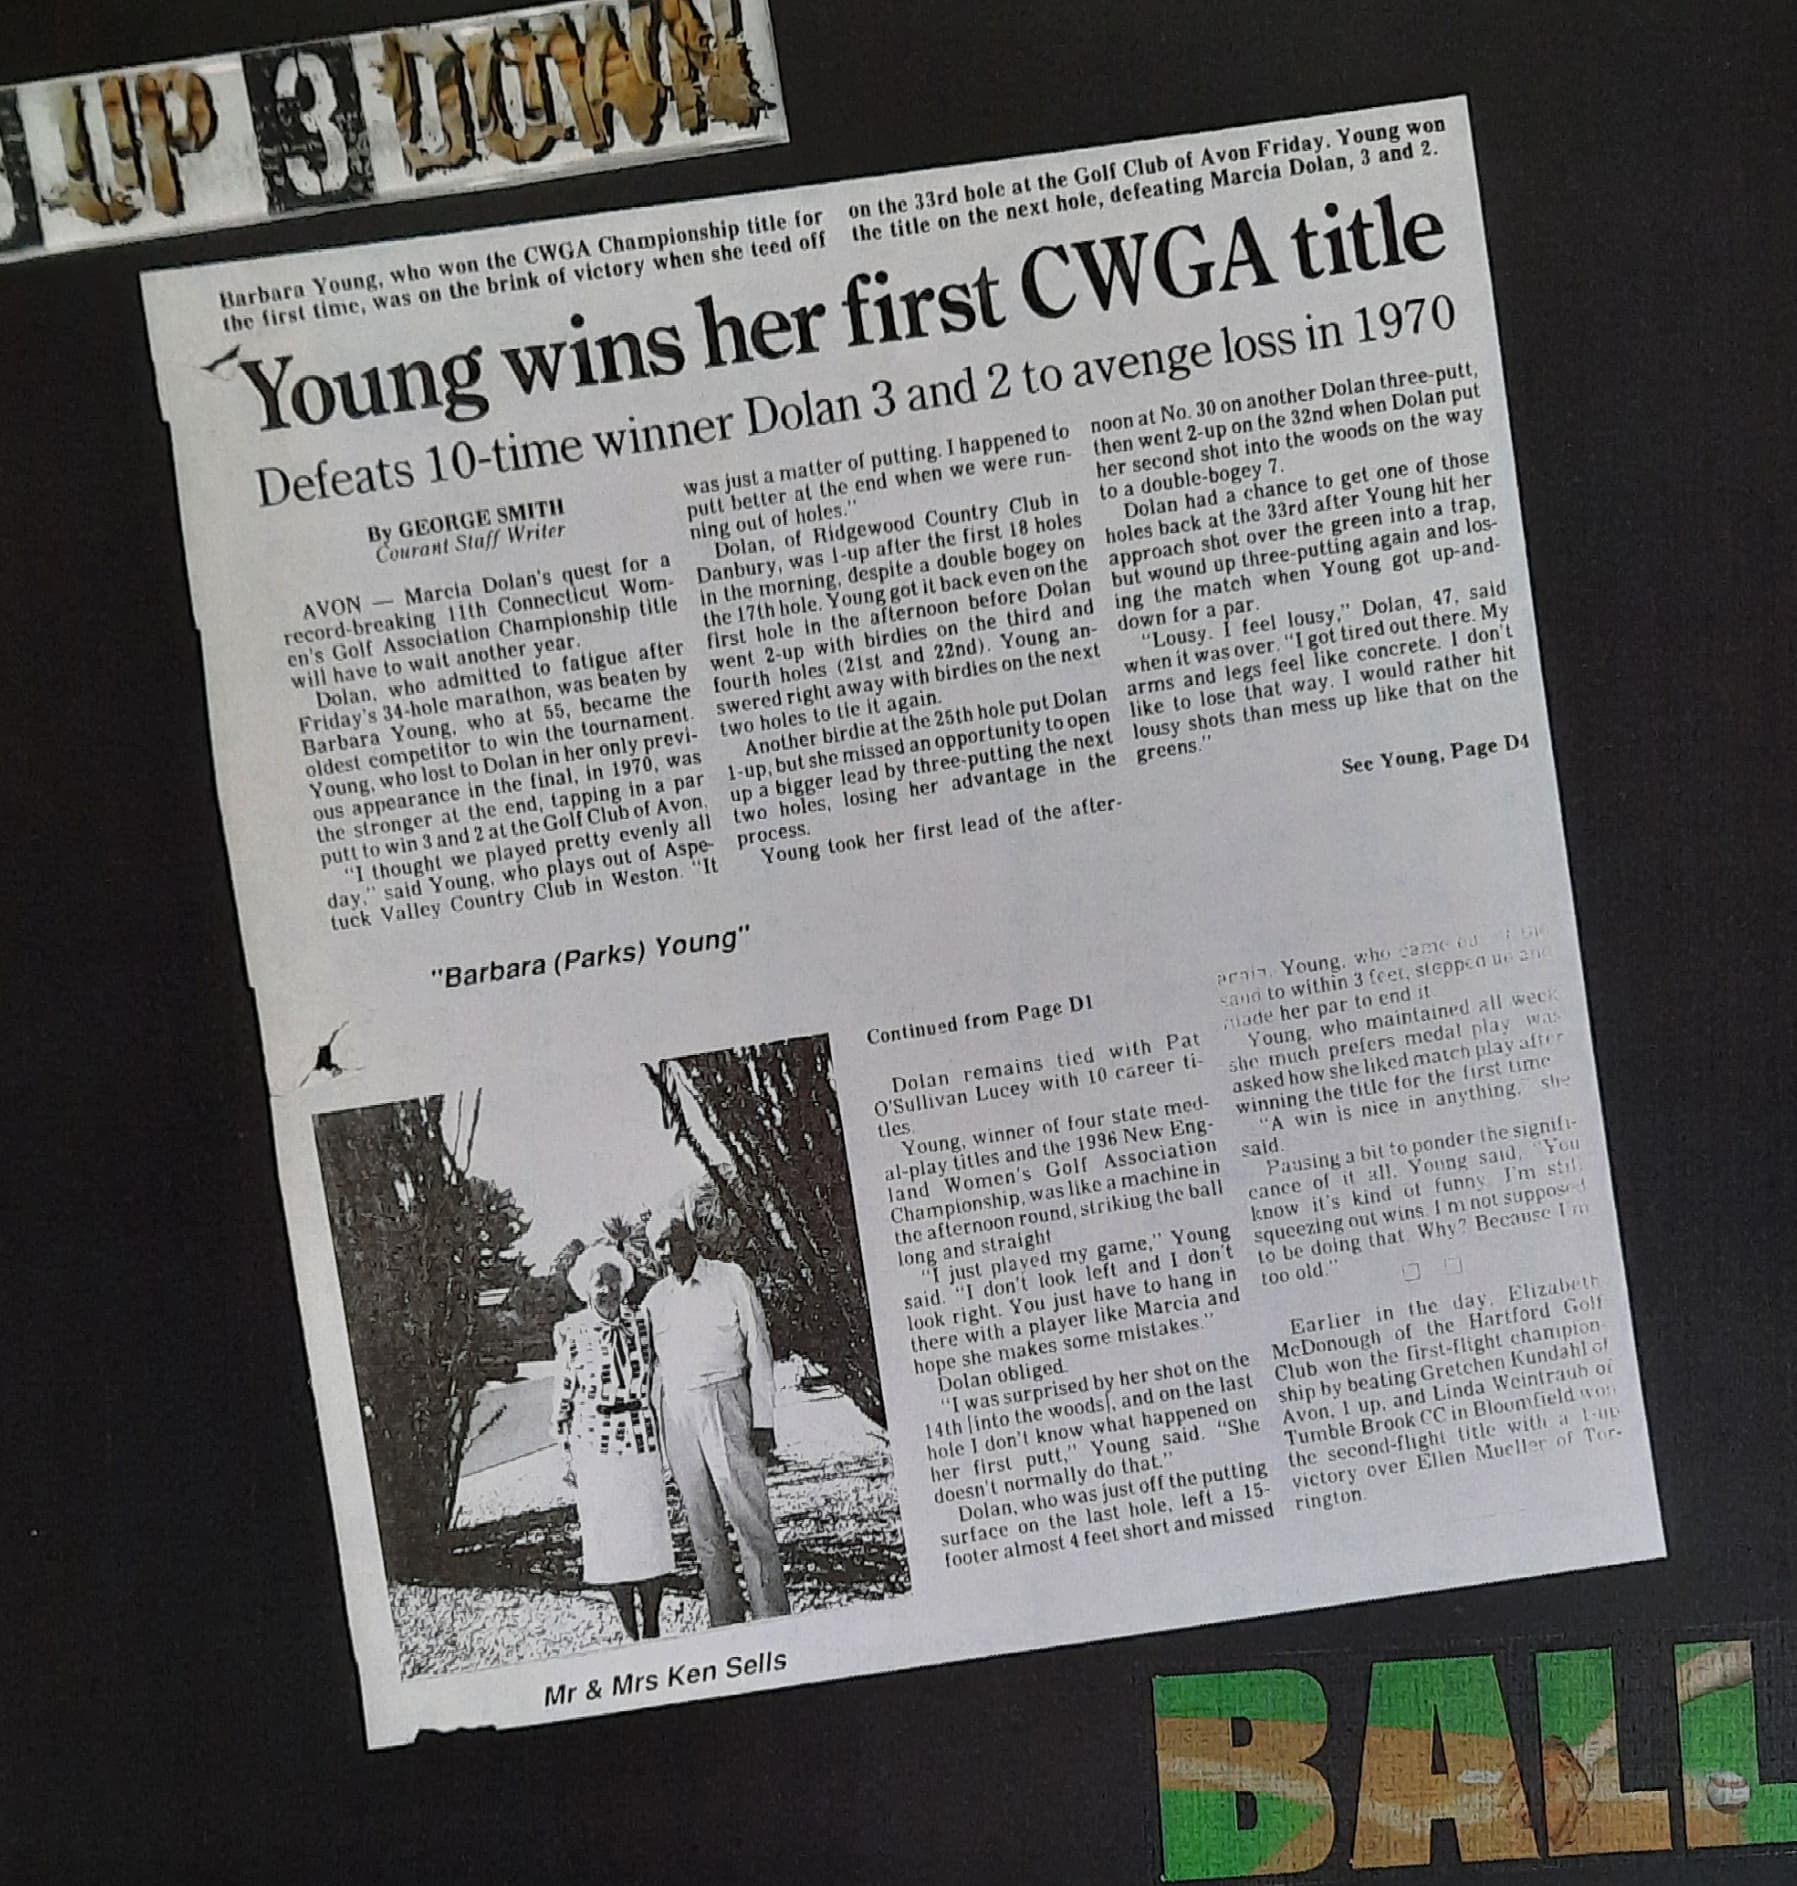 UP 3 DOWN
Barbara Young, who won the CWGA Championship title for
the first time, was on the brink of victory when she teed off
on the 33rd hole at the Golf Club of Avon Friday. Young won
the title on the next hole, defeating Marcia Dolan, 3 and 2.
Young wins her first CWGA title
Defeats 10-time winner Dolan 3 and 2 to avenge loss in 1970
By GEORGE SMITH
Courant Staff Writer
AVON — Marcia Dolan's quest for a
record-breaking 11th Connecticut Wom-
en's Golf Association Championship title
will have to wait another year.
Dolan, who admitted to fatigue after
Friday's 34-hole marathon, was beaten by
Barbara Young, who at 55, became the
oldest competitor to win the tournament.
Young, who lost to Dolan in her only previ-
ous appearance in the final, in 1970, was
the stronger at the end, tapping in a par
putt to win 3 and 2 at the Golf Club of Avon.
"I thought we played pretty evenly all
day," said Young, who plays out of Aspe-
tuck Valley Country Club in Weston. "It
was just a matter of putting. I happened to
putt better at the end when we were run-
ning out of holes."
Dolan, of Ridgewood Country Club in
Danbury, was 1-up after the first 18 holes
in the morning, despite a double bogey on
the 17th hole. Young got it back even on the
first hole in the afternoon before Dolan
went 2-up with birdies on the third and
fourth holes (21st and 22nd). Young an-
swered right away with birdies on the next
two holes to tie it again.
Another birdie at the 25th hole put Dolan
1-up, but she missed an opportunity to open
up a bigger lead by three-putting the next
two holes, losing her advantage in the
process.
Young took her first lead of the after-
noon at No. 30 on another Dolan three-putt,
then went 2-up on the 32nd when Dolan put
her second shot into the woods on the way
to a double-bogey 7.
Dolan had a chance to get one of those
holes back at the 33rd after Young hit her
approach shot over the green into a trap,
but wound up three-putting again and los-
ing the match when Young got up-and-
down for a par.
"Lousy. I feel lousy," Dolan, 47, said
when it was over. "I got tired out there. My
arms and legs feel like concrete. I don't
like to lose that way. I would rather hit
lousy shots than mess up like that on the
greens."
See Young, Page D4
"Barbara (Parks) Young"
Continued from Page D1
Dolan remains tied with Pat
O'Sullivan Lucey with 10 career ti-
tles.
Young, winner of four state med-
al-play titles and the 1996 New Eng-
land Women's Golf Association
Championship, was like a machine in
the afternoon round, striking the ball
long and straight
"I just played my game," Young
said. "I don't look left and I don't
look right. You just have to hang in
there with a player like Marcia and
hope she makes some mistakes."
Dolan obliged.
"I was surprised by her shot on the
14th [into the woods], and on the last
hole I don't know what happened on
her first putt," Young said. "She
doesn't normally do that."
Dolan, who was just off the putting
surface on the last hole, left a 15-
footer almost 4 feet short and missed
again. Young, who came
sand to within 3 feet, stepped up and
made her par to end it
Young, who maintained all week
she much prefers medal play was
asked how she liked match play after
winning the title for the first time
"A win is nice in anything," she
said.
Pausing a bit to ponder the signifi-
cance of it all, Young said, "You
know it's kind of funny I'm still
squeezing out wins. I'm not supposed
to be doing that. Why? Because I'm
too old."
Earlier in the day, Elizabeth
McDonough of the Hartford Golf
Club won the first-flight champion-
ship by beating Gretchen Kundahl of
Avon, 1 up, and Linda Weintraub of
Tumble Brook CC in Bloomfield won
the second-flight title with a 1-up
victory over Ellen Mueller of Tor-
rington.
Mr & Mrs Ken Sells
BALL